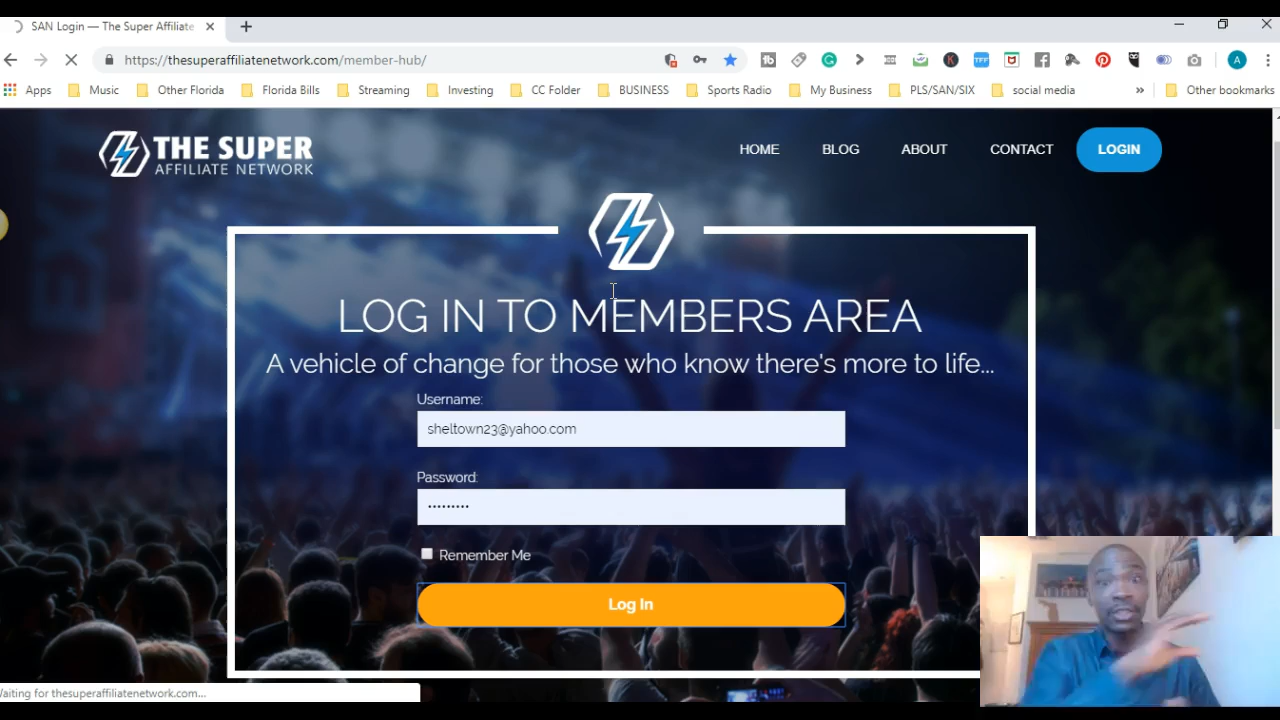 SAN Login — The Super Affiliate
https://thesuperaffiliatenetwork.com/member-hub/
A
Apps Music Other Florida Florida Bills Streaming Investing CC Folder BUSINESS Sports Radio My Business PLS/SAN/SIX social media » Other bookmarks
THE SUPER
AFFILIATE NETWORK
HOME BLOG ABOUT CONTACT LOGIN
LOG IN TO MEMBERS AREA
A vehicle of change for those who know there's more to life...
Username:
sheltown23@yahoo.com
Password:
•••••••••
Remember Me
Log In
Waiting for thesuperaffiliatenetwork.com...